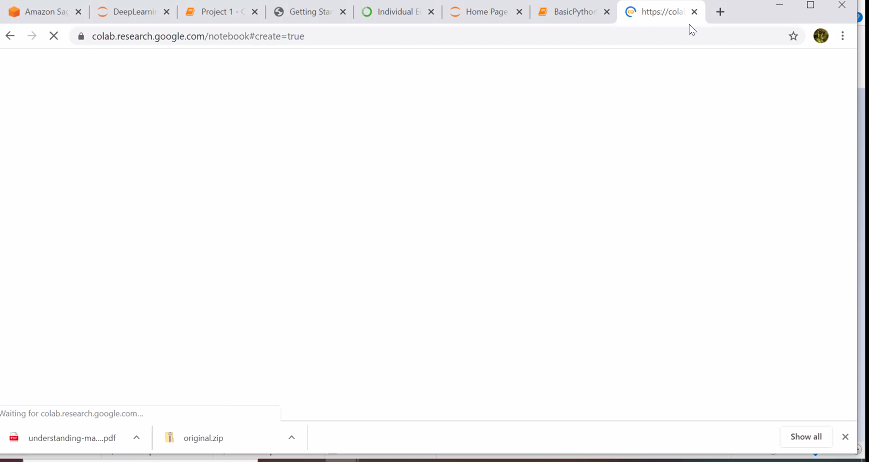 Amazon Sa DeepLearnin Project 1 - C Getting Star Individual E Home Page BasicPython https://cola
colab.research.google.com/notebook#create=true
Waiting for colab.research.google.com...
understanding-ma....pdf original.zip Show all